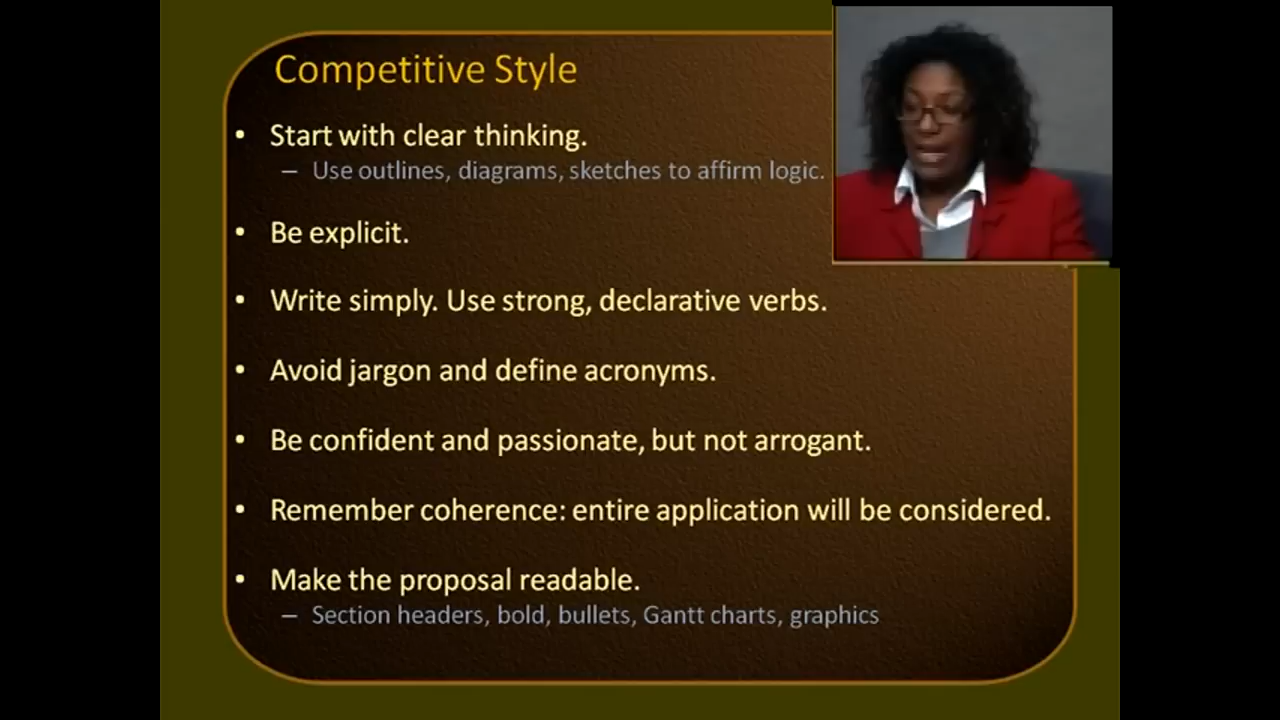 Competitive Style
• Start with clear thinking.
– Use outlines, diagrams, sketches to affirm logic.
• Be explicit.
• Write simply. Use strong, declarative verbs.
• Avoid jargon and define acronyms.
• Be confident and passionate, but not arrogant.
• Remember coherence: entire application will be considered.
• Make the proposal readable.
– Section headers, bold, bullets, Gantt charts, graphics